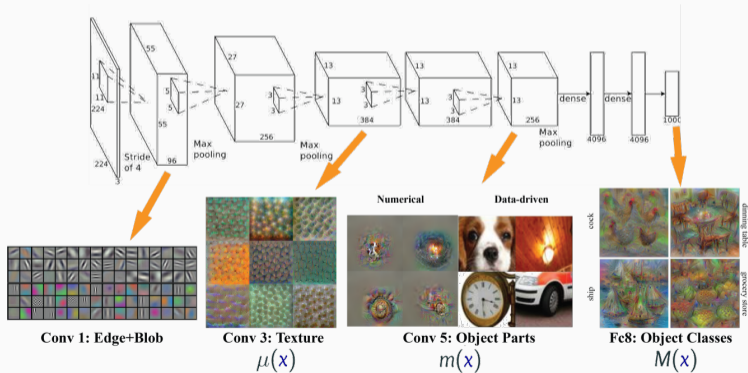 55
27
13
13
13
11
5
5
3
3
3
3
3
3
11
224
55
27
13
13
13
dense
dense
384
384
256
1000
256
Max
pooling
4096
4096
Max
pooling
Max
pooling
224
Stride
of 4
96
3
Numerical
Data-driven
cock
dinning table
ship
grocery store
Conv 1: Edge+Blob
Conv 3: Texture
Conv 5: Object Parts
Fc8: Object Classes
μ(x)
m(x)
M(x)